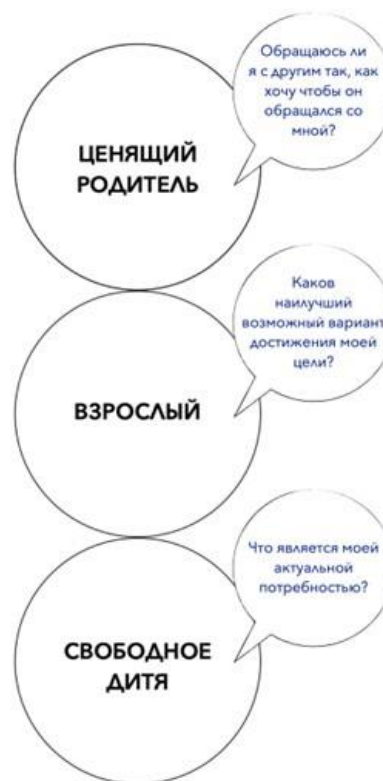 Обращаюсь ли
я с другим так, как
хочу чтобы он
обращался со
мной?
ЦЕНЯЩИЙ
РОДИТЕЛЬ
Каков
наилучший
возможный вариант
достижения моей
цели?
ВЗРОСЛЫЙ
Что является моей
актуальной
потребностью?
СВОБОДНОЕ
ДИТЯ